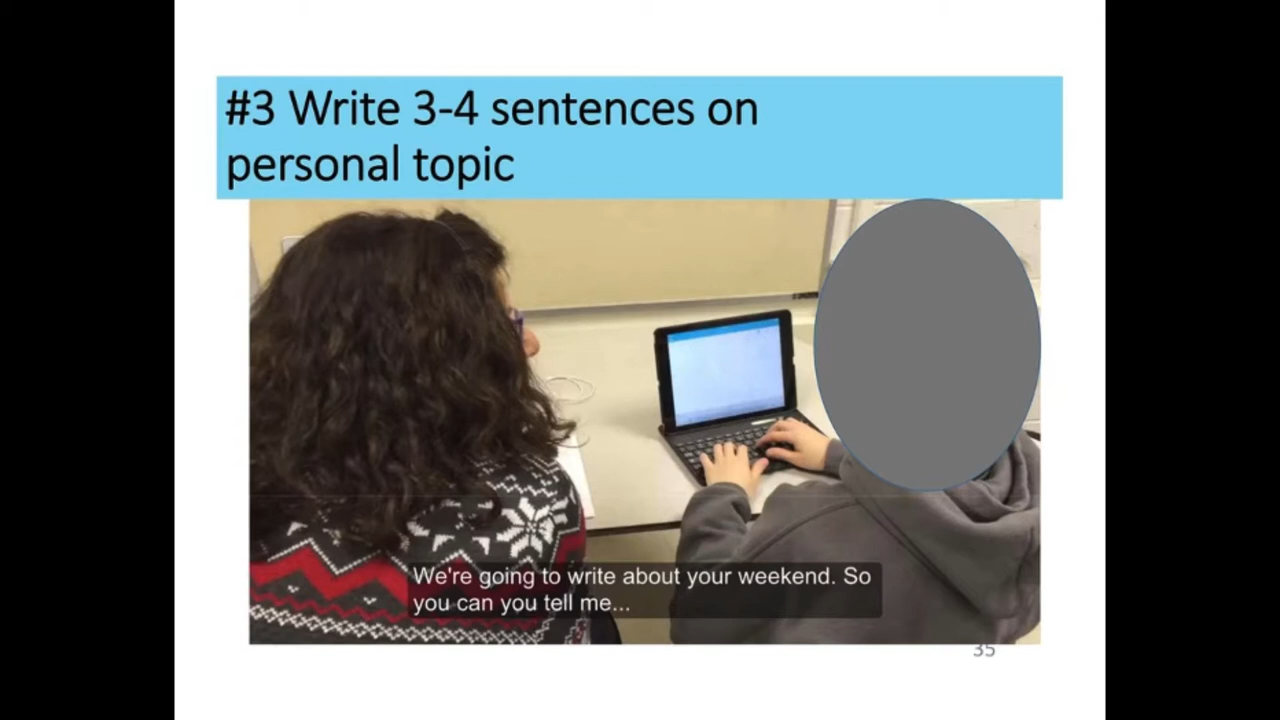 #3 Write 3-4 sentences on
personal topic
We're going to write about your weekend. So
you can you tell me...
35